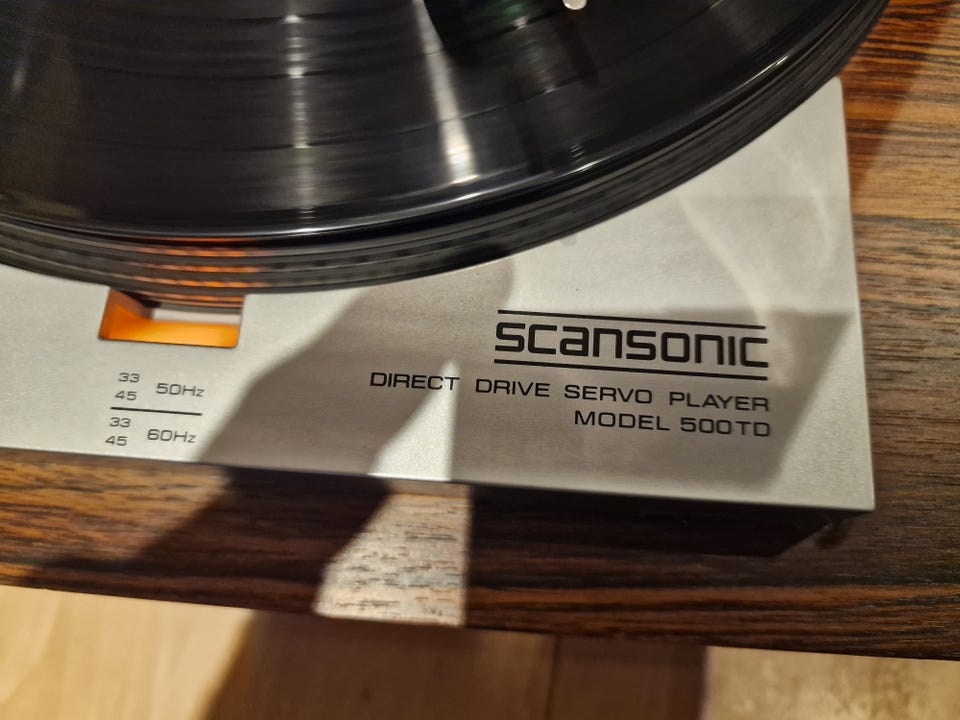 SCANSONIC
DIRECT DRIVE SERVO PLAYER
MODEL 500TD
33
45 50Hz
33
45 60Hz